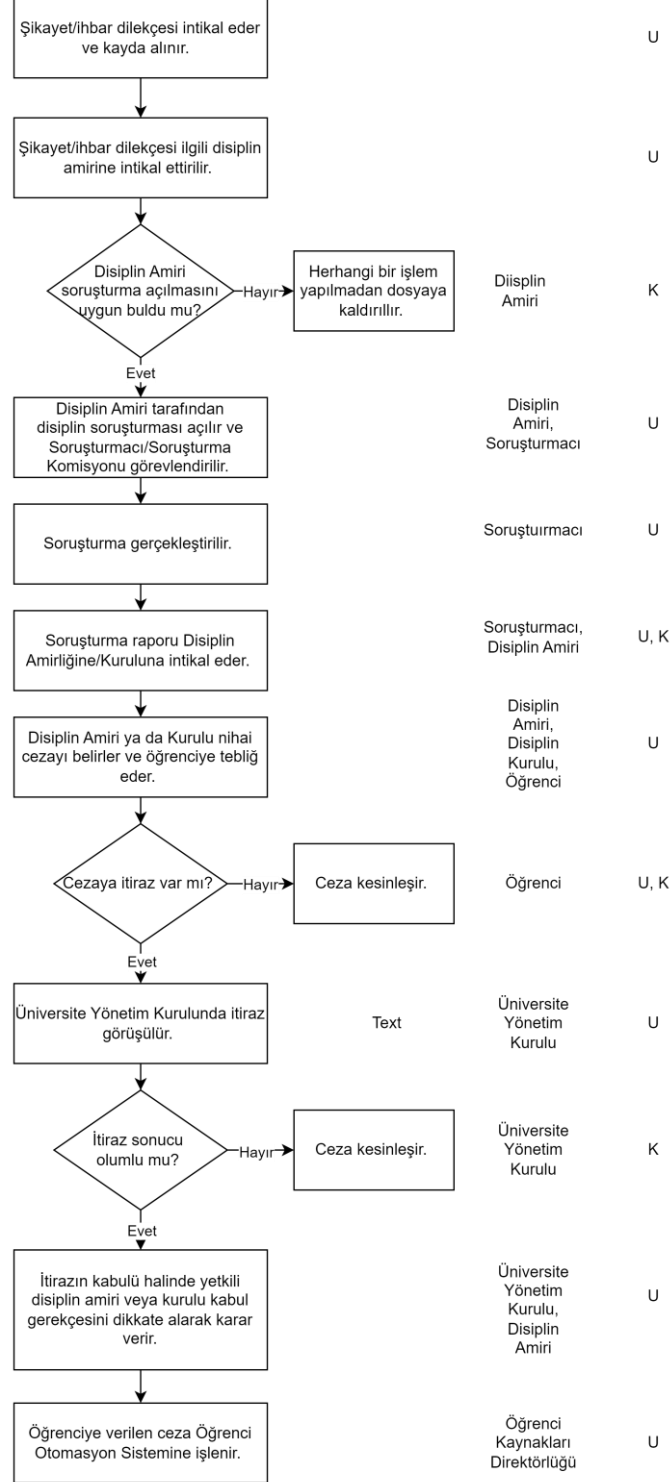 Şikayet/ihbar dilekçesi intikal eder
ve kayda alınır.
U
Şikayet/ihbar dilekçesi ilgili disiplin
amirine intikal ettirilir.
U
Disiplin Amiri
soruşturma açılmasını
uygun buldu mu?
Hayır
Herhangi bir işlem
yapılmadan dosyaya
kaldırıllır.
Diisplin
Amiri
K
Evet
Disiplin Amiri tarafından
disiplin soruşturması açılır ve
Soruşturmacı/Soruşturma
Komisyonu görevlendirilir.
Disiplin
Amiri,
Soruşturmacı
U
Soruşturma gerçekleştirilir.
Soruştuırmacı
U
Soruşturma raporu Disiplin
Amirliğine/Kuruluna intikal eder.
Soruşturmacı,
Disiplin Amiri
U, K
Disiplin Amiri ya da Kurulu nihai
cezayı belirler ve öğrenciye tebliğ
eder.
Disiplin
Amiri,
Disiplin
Kurulu,
Öğrenci
U
Cezaya itiraz var mı?
Hayır
Ceza kesinleşir.
Öğrenci
U, K
Evet
Üniversite Yönetim Kurulunda itiraz
görüşülür.
Text
Üniversite
Yönetim
Kurulu
U
İtiraz sonucu
olumlu mu?
Hayır
Ceza kesinleşir.
Üniversite
Yönetim
Kurulu
K
Evet
İtirazın kabulü halinde yetkili
disiplin amiri veya kurulu kabul
gerekçesini dikkate alarak karar
verir.
Üniversite
Yönetim
Kurulu,
Disiplin
Amiri
U
Öğrenciye verilen ceza Öğrenci
Otomasyon Sistemine işlenir.
Öğrenci
Kaynakları
Direktörlüğü
U